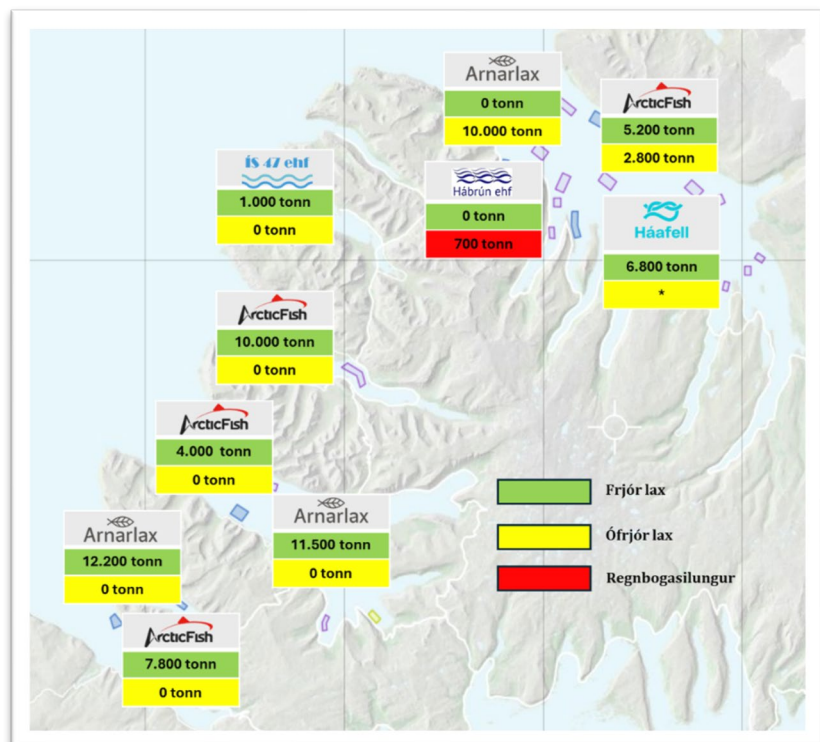 Arnarlax
0 tonn
10.000 tonn
ArcticFish
5.200 tonn
2.800 tonn
ÍS 47 ehf
1.000 tonn
0 tonn
Hábrún ehf
0 tonn
700 tonn
Háafell
6.800 tonn
*
ArcticFish
10.000 tonn
0 tonn
ArcticFish
4.000 tonn
0 tonn
Arnarlax
11.500 tonn
0 tonn
Arnarlax
12.200 tonn
0 tonn
ArcticFish
7.800 tonn
0 tonn
Frjór lax
Ófrjór lax
Regnbogasilungur